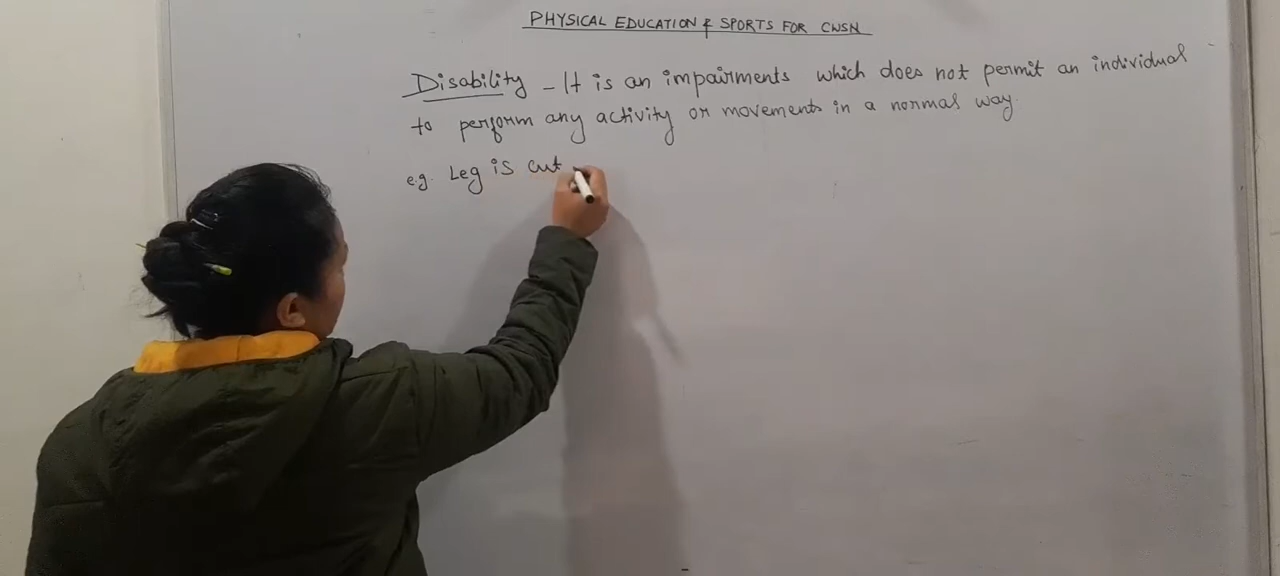 PHYSICAL EDUCATION & SPORTS FOR CWSN
Disability - It is an impairments which does not permit an individual
to perform any activity or movements in a normal way.
e.g. Leg is cut